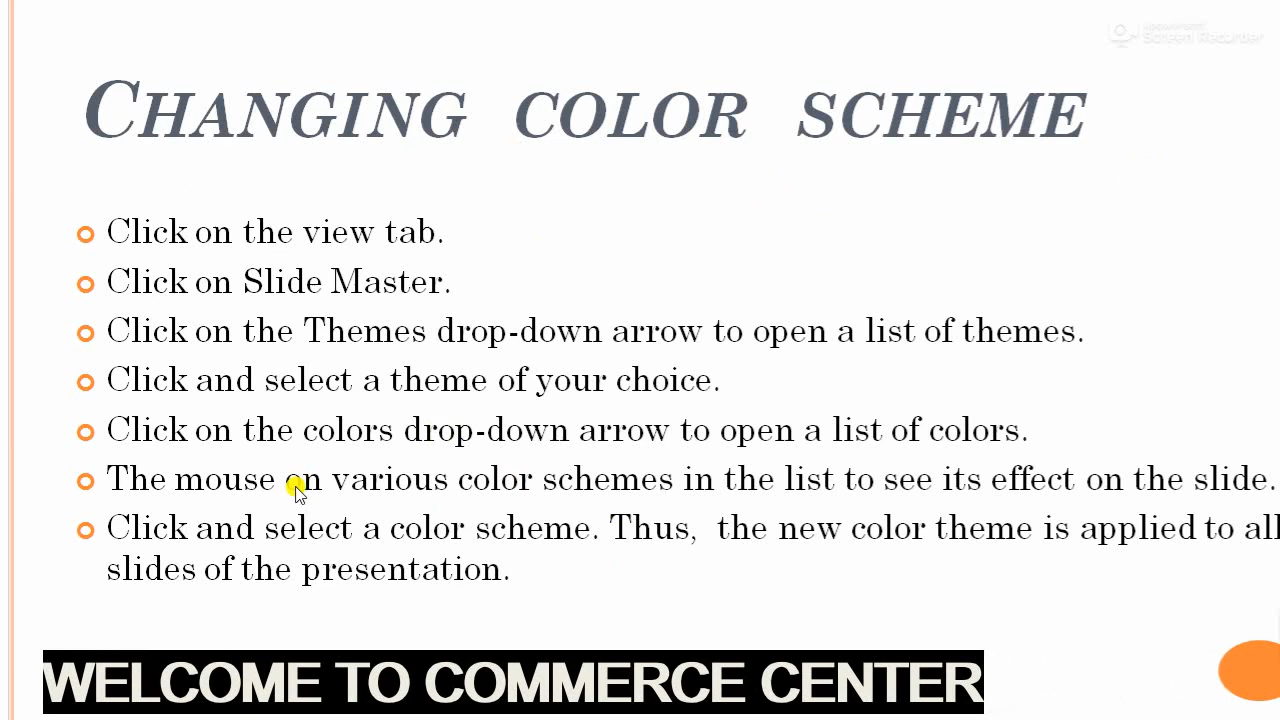 Apowersoft
Screen Recorder
CHANGING COLOR SCHEME
Click on the view tab.
Click on Slide Master.
Click on the Themes drop-down arrow to open a list of themes.
Click and select a theme of your choice.
Click on the colors drop-down arrow to open a list of colors.
The mouse on various color schemes in the list to see its effect on the slide.
Click and select a color scheme. Thus, the new color theme is applied to all
slides of the presentation.
WELCOME TO COMMERCE CENTER